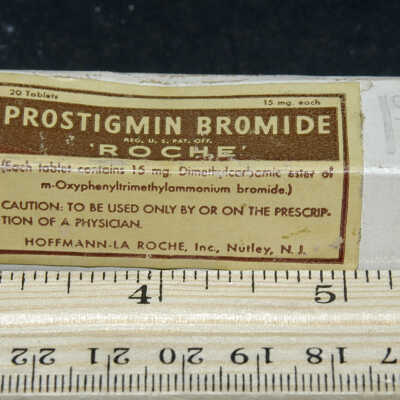 20 Tablets 15 mg. each
PROSTIGMIN BROMIDE
REG. U. S. PAT. OFF.
'ROCHE'
(Each tablet contains 15 mg. Dimethylcarbamic ester of
m-Oxyphenyltrimethylammonium bromide.)
CAUTION: TO BE USED ONLY BY OR ON THE PRESCRIP-
TION OF A PHYSICIAN.
HOFFMANN-LA ROCHE, Inc., Nutley, N. J.
4 5
22 21 20 19 18 17